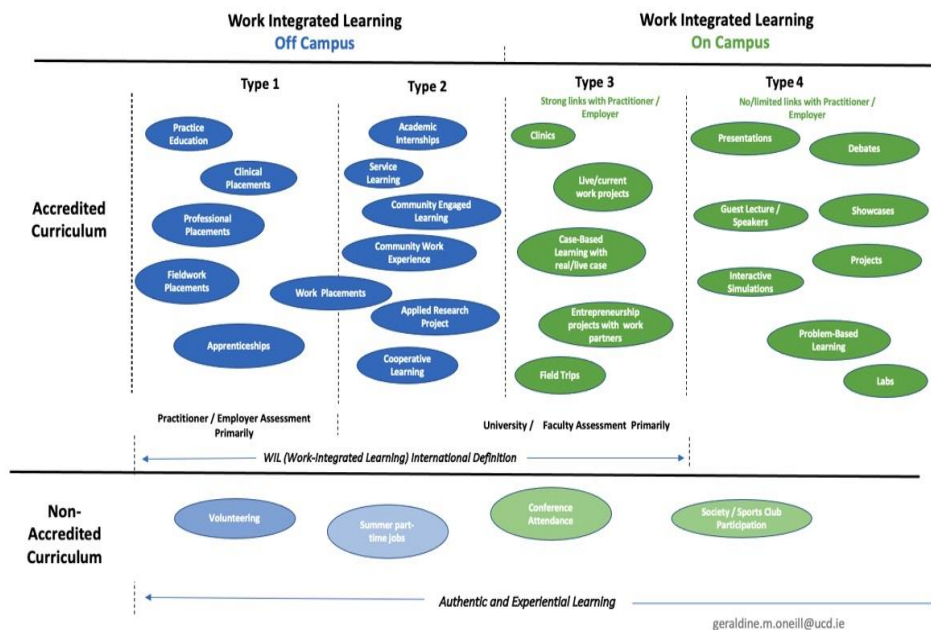 Work Integrated Learning
Off Campus
Work Integrated Learning
On Campus
Type 1
Type 2
Type 3
Type 4
Strong links with Practitioner /
Employer
No/limited links with Practitioner /
Employer
Accredited
Curriculum
Practice
Education
Clinical
Placements
Professional
Placements
Fieldwork
Placements
Work Placements
Apprenticeships
Academic
Internships
Service
Learning
Community Engaged
Learning
Community Work
Experience
Applied Research
Project
Cooperative
Learning
Clinics
Live/current
work projects
Case-Based
Learning with
real/live case
Entrepreneurship
projects with work
partners
Field Trips
Presentations
Debates
Guest Lecture /
Speakers
Showcases
Projects
Interactive
Simulations
Problem-Based
Learning
Labs
Practitioner / Employer Assessment
Primarily
University / Faculty Assessment Primarily
WIL (Work-Integrated Learning) International Definition
Non-
Accredited
Curriculum
Volunteering
Summer part-
time jobs
Conference
Attendance
Society / Sports Club
Participation
Authentic and Experiential Learning
geraldine.m.oneill@ucd.ie